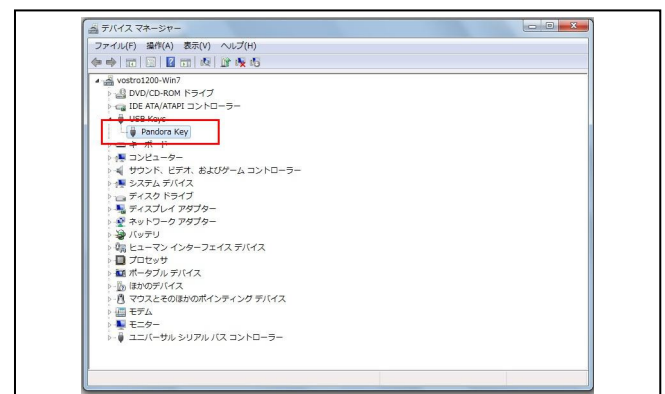 デバイス マネージャー
ファイル(F) 操作(A) 表示(V) ヘルプ(H)
vostro1200-Win7
DVD/CD-ROM ドライブ
IDE ATA/ATAPI コントローラー
USB Keys
Pandora Key
キーボード
コンピューター
サウンド、ビデオ、およびゲーム コントローラー
システム デバイス
ディスク ドライブ
ディスプレイ アダプター
ネットワーク アダプター
バッテリ
ヒューマン インターフェイス デバイス
プロセッサ
ポータブル デバイス
ほかのデバイス
マウスとそのほかのポインティング デバイス
モデム
モニター
ユニバーサル シリアル バス コントローラー